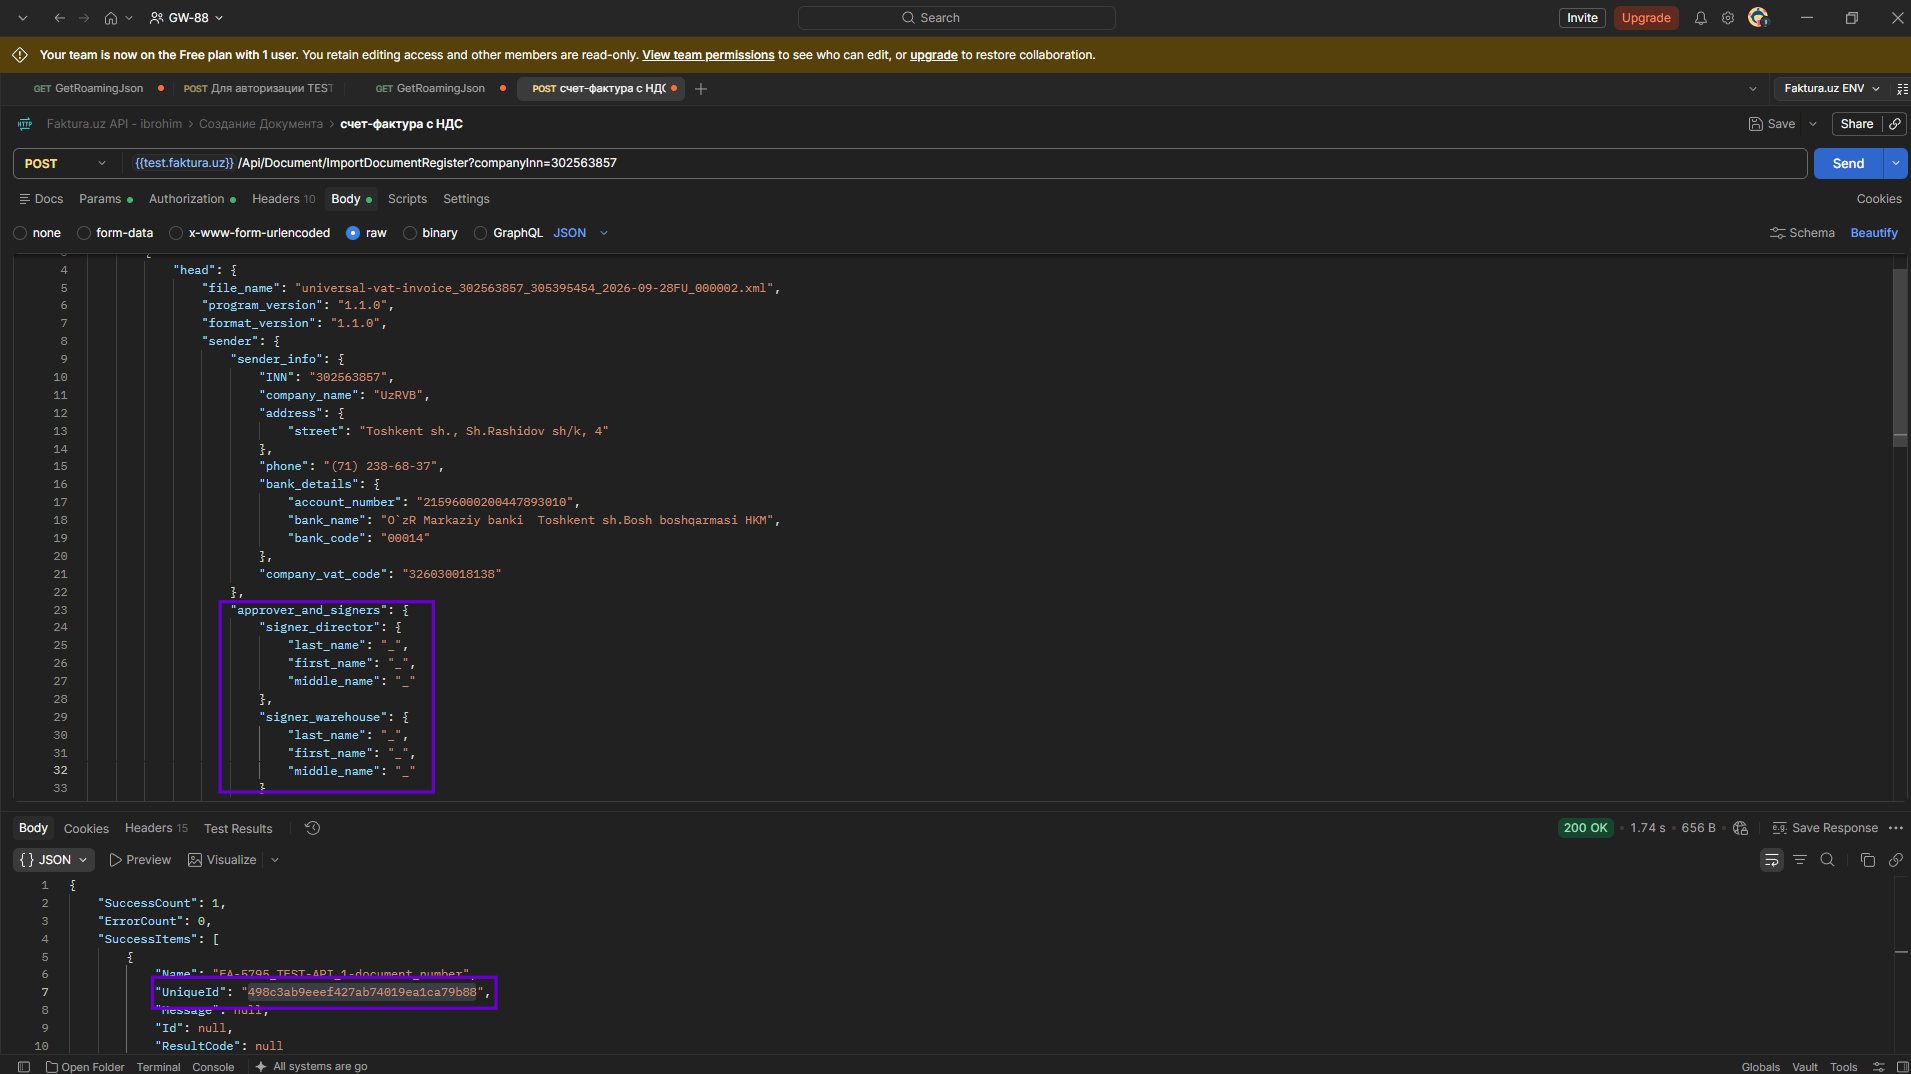 GW-88
Search
Invite
Upgrade
Your team is now on the Free plan with 1 user. You retain editing access and other members are read-only. View team permissions to see who can edit, or upgrade to restore collaboration.
GET GetRoamingJson
POST Для авторизации TEST
GET GetRoamingJson
POST счет-фактура с НДС
Faktura.uz ENV
HTTP Faktura.uz API - ibrohim > Создание Документа > счет-фактура с НДС
Save
Share
POST
{{test.faktura.uz}} /Api/Document/ImportDocumentRegister?companyInn=302563857
Send
Docs Params Authorization Headers 10 Body Scripts Settings
Cookies
none form-data x-www-form-urlencoded raw binary GraphQL JSON
Schema Beautify
4 "head": {
5 "file_name": "universal-vat-invoice_302563857_305395454_2026-09-28FU_000002.xml",
6 "program_version": "1.1.0",
7 "format_version": "1.1.0",
8 "sender": {
9 "sender_info": {
10 "INN": "302563857",
11 "company_name": "UzRVB",
12 "address": {
13 "street": "Toshkent sh., Sh.Rashidov sh/k, 4"
14 },
15 "phone": "(71) 238-68-37",
16 "bank_details": {
17 "account_number": "21596000200447893010",
18 "bank_name": "O`zR Markaziy banki  Toshkent sh.Bosh boshqarmasi HKM",
19 "bank_code": "00014"
20 },
21 "company_vat_code": "326030018138"
22 },
23 "approver_and_signers": {
24 "signer_director": {
25 "last_name": "_",
26 "first_name": "_",
27 "middle_name": "_"
28 },
29 "signer_warehouse": {
30 "last_name": "_",
31 "first_name": "_",
32 "middle_name": "_"
33 }
Body Cookies Headers 15 Test Results
200 OK • 1.74 s • 656 B
e.g. Save Response
{} JSON Preview Visualize
1 {
2 "SuccessCount": 1,
3 "ErrorCount": 0,
4 "SuccessItems": [
5 {
6 "Name": "FA-5795_TEST-API_1-document_number",
7 "UniqueId": "498c3ab9eeef427ab74019ea1ca79b88",
8 "Message": null,
9 "Id": null,
10 "ResultCode": null
Open Folder Terminal Console All systems are go
Globals Vault Tools